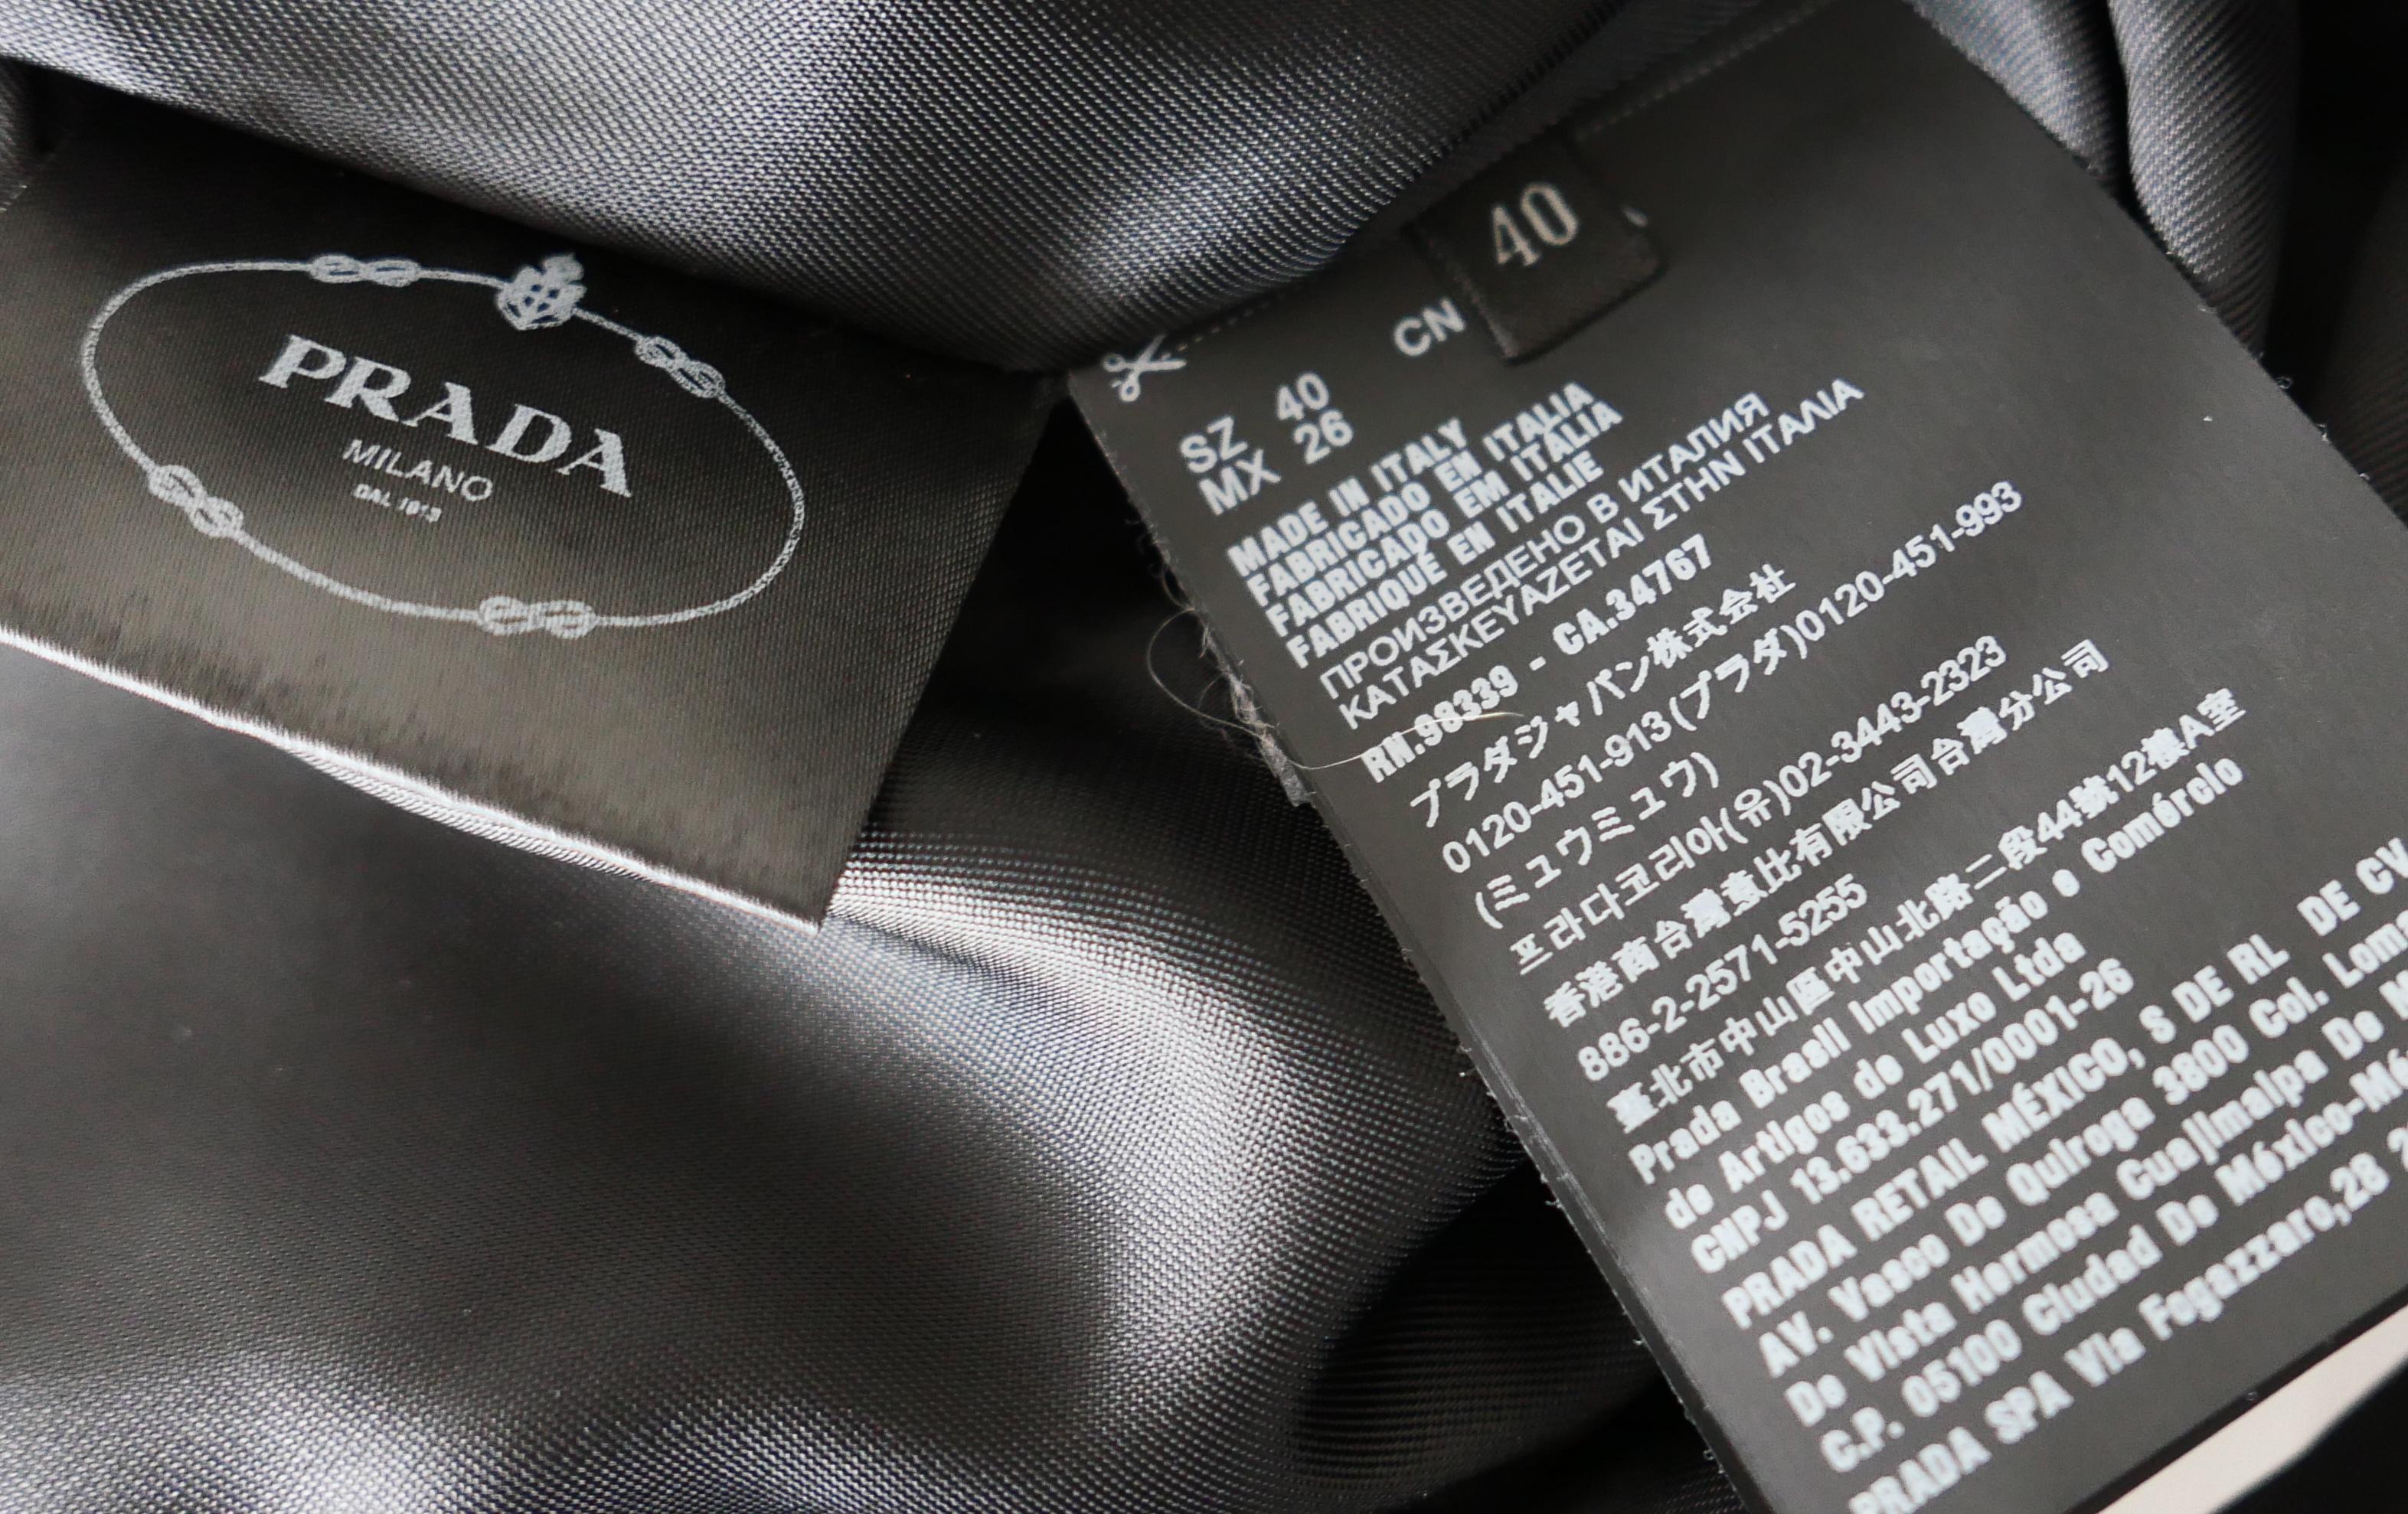 PRADA
MILANO
DAL 1913
40
CN
SZ 40
MX 26
MADE IN ITALY
FABRICADO EN ITALIA
FABRICADO EM ITÁLIA
FABRIQUÉ EN ITALIE
ПРОИЗВЕДЕНО В ИТАЛИЯ
ΚΑΤΑΣΚΕΥΑΖΕΤΑΙ ΣΤΗΝ ΙΤΑΛΙΑ
RN.98339 - CA.34767
プラダジャパン株式会社
0120-451-913(プラダ)0120-451-993
(ミュウミュウ)
프라다코리아(유)02-3443-2323
香港商台灣壹比有限公司台灣分公司
886-2-2571-5255
臺北市中山區中山北路二段44號12樓A室
Prada Brasil Importação e Comércio
de Artigos de Luxo Ltda
CNPJ 13.633.271/0001-26
PRADA RETAIL MÉXICO, S DE RL DE CV
AV. Vasco De Quiroga 3800 Col.
De Vista Hermosa Cuajimalpa De
C.P. 05100 Ciudad De México-
PRADA SPA Via Fogazzaro,28